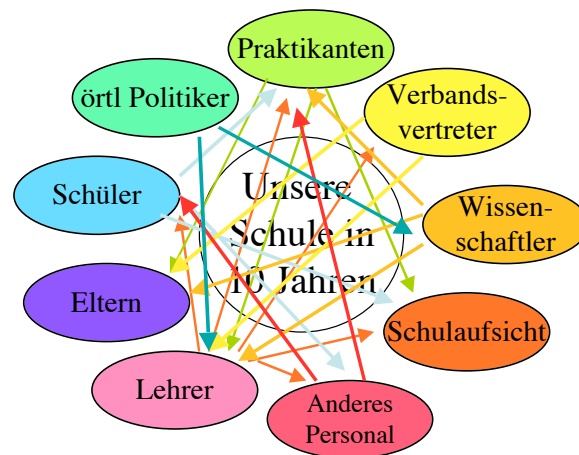 Praktikanten
örtl Politiker
Verbands-
vertreter
Schüler
Unsere
Schule in
10 Jahren
Wissen-
schaftler
Eltern
Schulaufsicht
Lehrer
Anderes
Personal